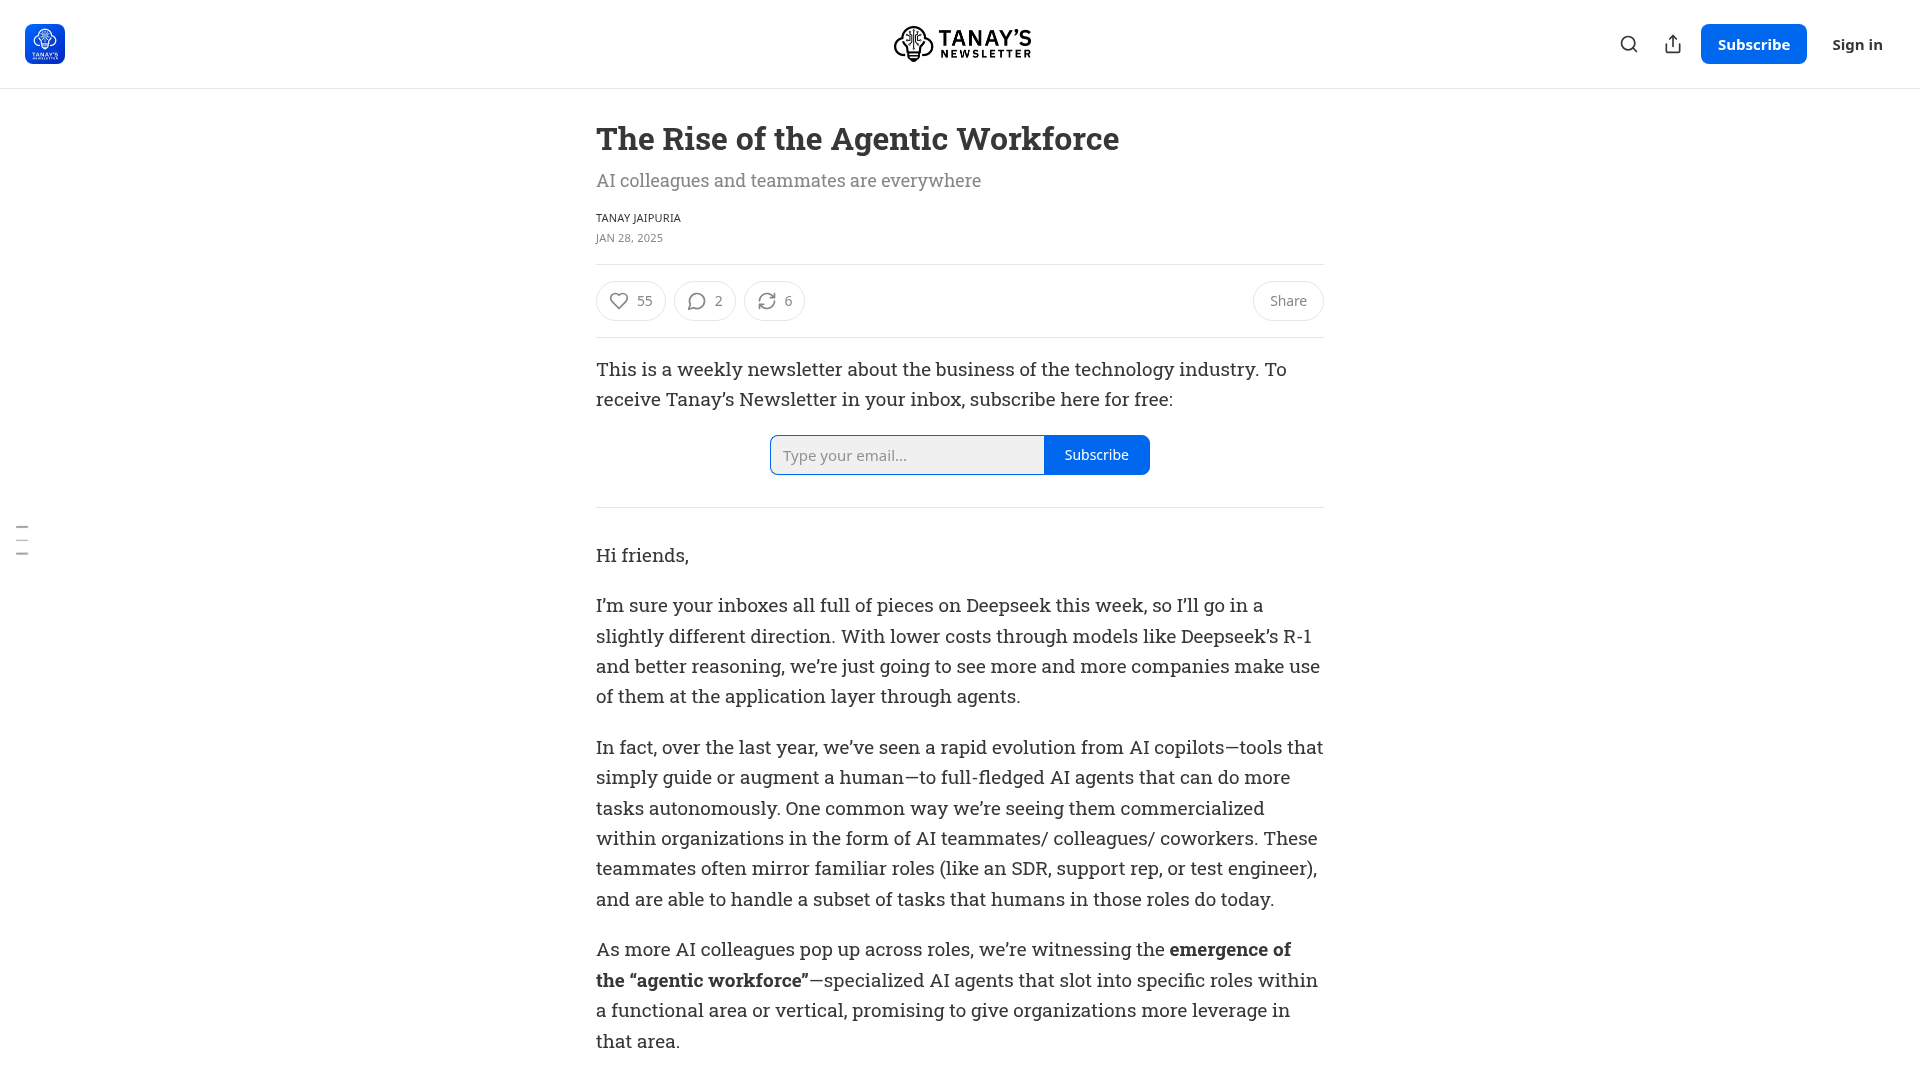 TANAY'S
NEWSLETTER
TANAY'S
NEWSLETTER
Subscribe
Sign in
The Rise of the Agentic Workforce
AI colleagues and teammates are everywhere
TANAY JAIPURIA
JAN 28, 2025
55
2
6
Share
This is a weekly newsletter about the business of the technology industry. To
receive Tanay’s Newsletter in your inbox, subscribe here for free:
Type your email...
Subscribe
Hi friends,
I’m sure your inboxes all full of pieces on Deepseek this week, so I’ll go in a
slightly different direction. With lower costs through models like Deepseek’s R-1
and better reasoning, we’re just going to see more and more companies make use
of them at the application layer through agents.
In fact, over the last year, we’ve seen a rapid evolution from AI copilots—tools that
simply guide or augment a human—to full-fledged AI agents that can do more
tasks autonomously. One common way we’re seeing them commercialized
within organizations in the form of AI teammates/ colleagues/ coworkers. These
teammates often mirror familiar roles (like an SDR, support rep, or test engineer),
and are able to handle a subset of tasks that humans in those roles do today.
As more AI colleagues pop up across roles, we’re witnessing the emergence of
the “agentic workforce”—specialized AI agents that slot into specific roles within
a functional area or vertical, promising to give organizations more leverage in
that area.